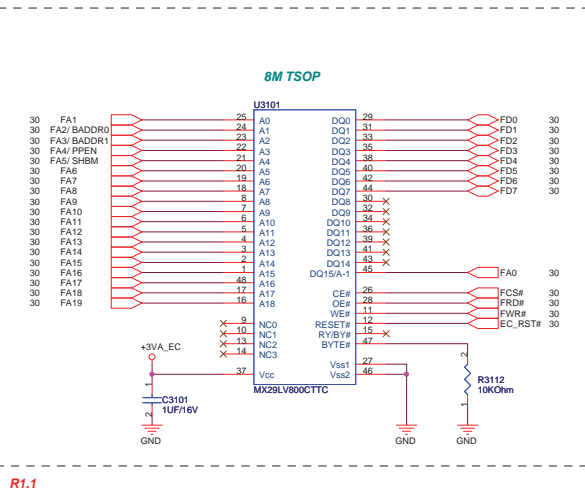 8M TSOP
U3101
30 FA1 25 A0 DQ0 29 FD0 30
30 FA2/ BADDR0 24 A1 DQ1 31 FD1 30
30 FA3/ BADDR1 23 A2 DQ2 33 FD2 30
30 FA4/ PPEN 22 A3 DQ3 35 FD3 30
30 FA5/ SHBM 21 A4 DQ4 38 FD4 30
30 FA6 20 A5 DQ5 40 FD5 30
30 FA7 19 A6 DQ6 42 FD6 30
30 FA8 18 A7 DQ7 44 FD7 30
30 FA9 8 A8 DQ8 30
30 FA10 7 A9 DQ9 32
30 FA11 6 A10 DQ10 34
30 FA12 5 A11 DQ11 36
30 FA13 4 A12 DQ12 39
30 FA14 3 A13 DQ13 41
30 FA15 2 A14 DQ14 43
30 FA16 1 A15 DQ15/A-1 45 FA0 30
30 FA17 48 A16
30 FA18 17 A17 CE# 26 FCS# 30
30 FA19 16 A18 OE# 28 FRD# 30
WE# 11 FWR# 30
9 NC0 RESET# 12 EC_RST# 30
10 NC1 RY/BY# 15
13 NC2 BYTE# 47
14 NC3
+3VA_EC
Vss1 27
37 Vcc Vss2 46
MX29LV800CTTC
1
C3101
1UF/16V
2
2
R3112
10KOhm
1
GND
GND
GND
R1.1